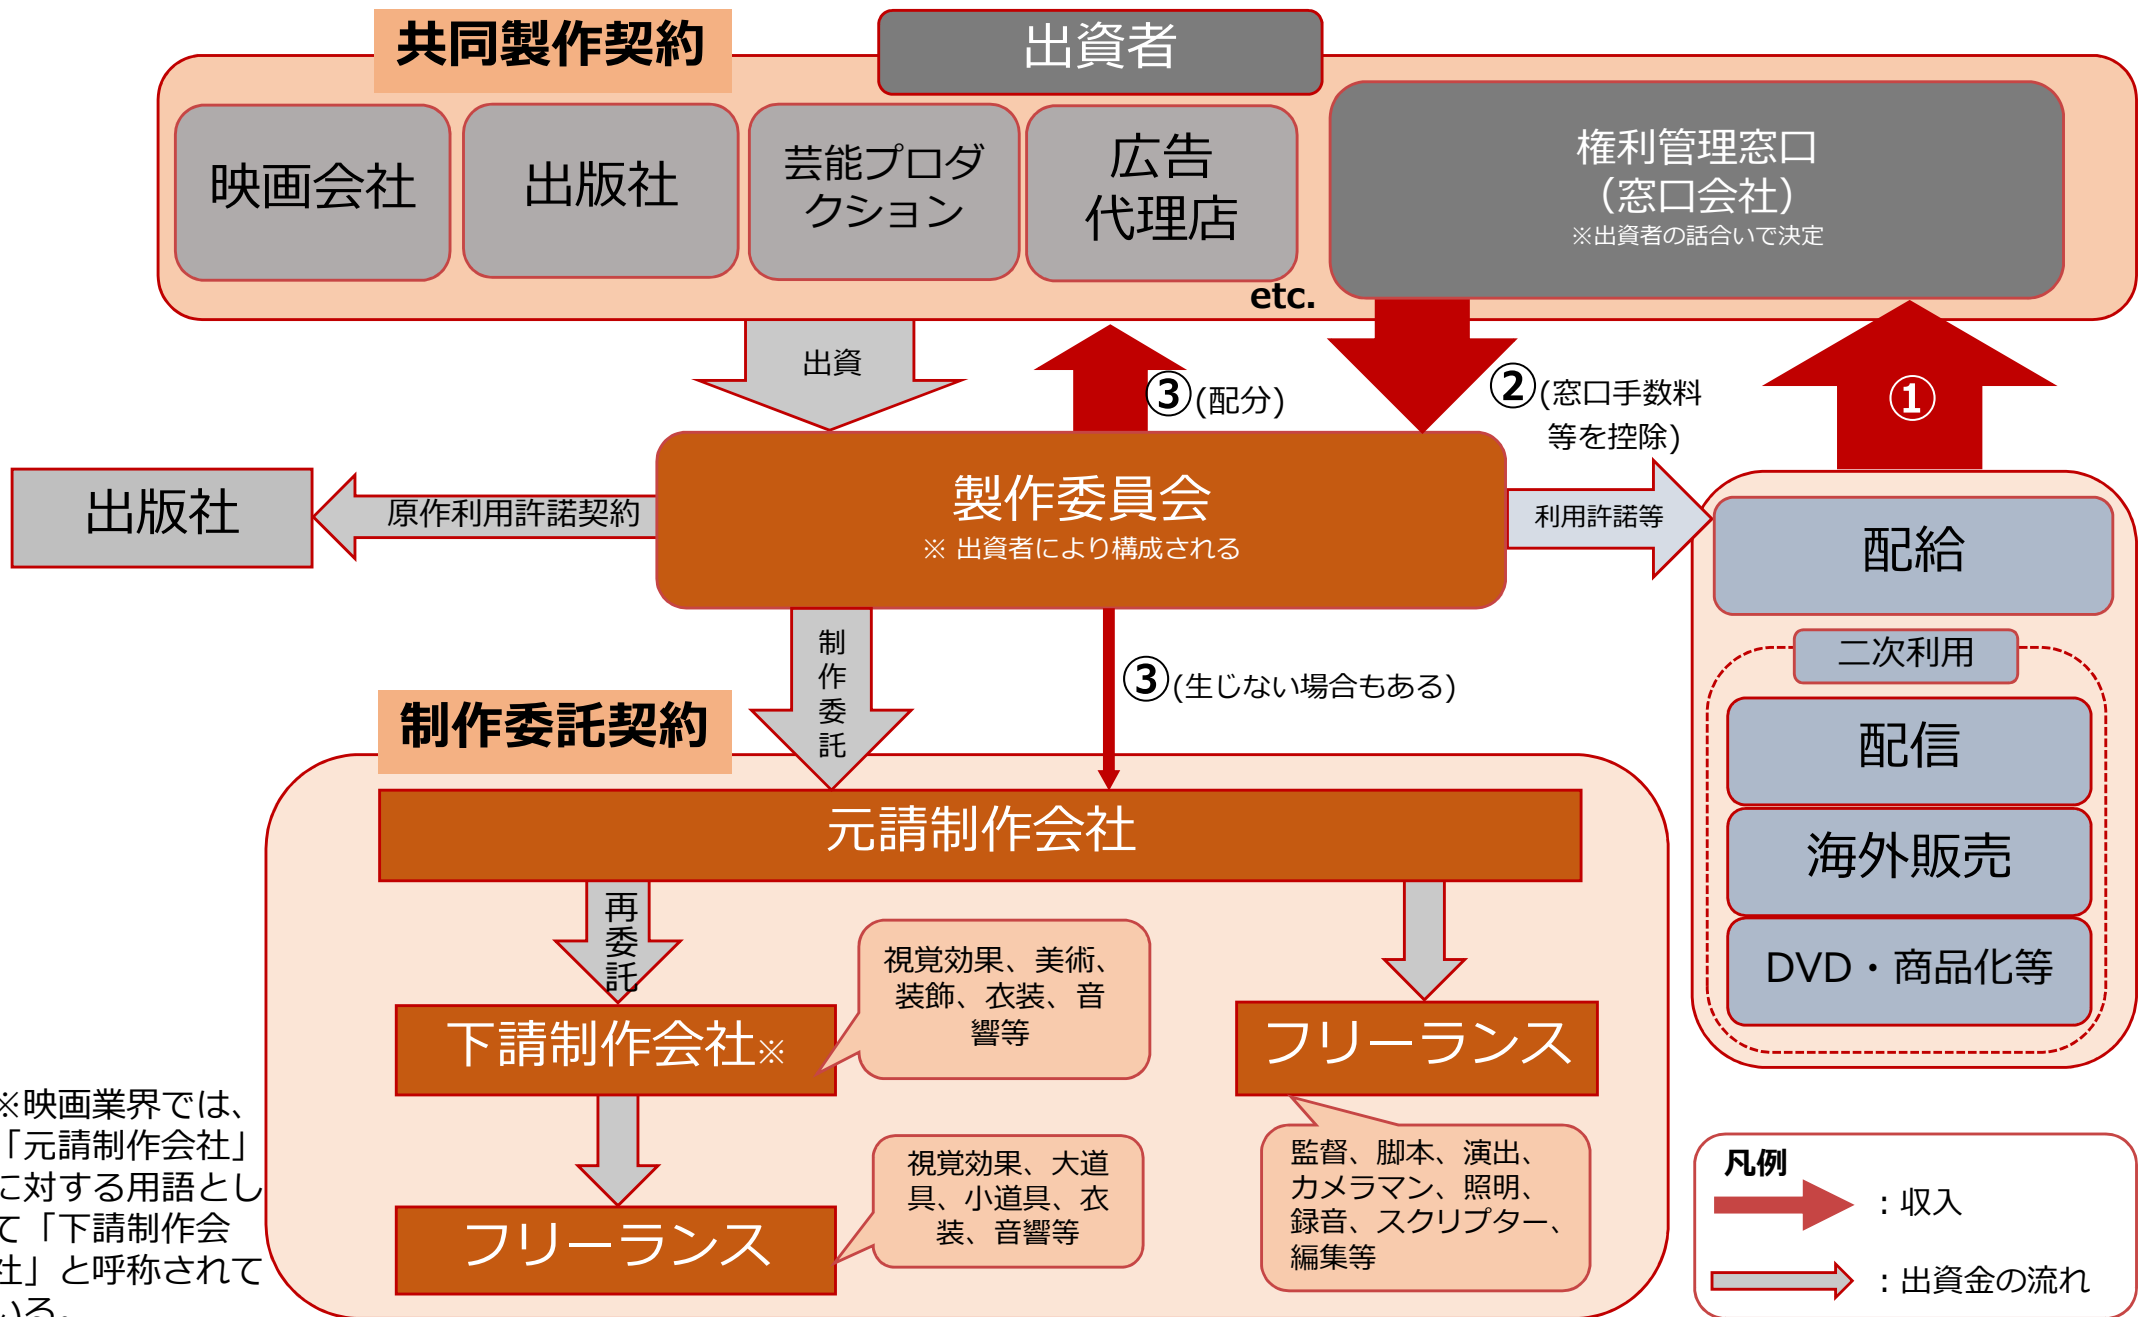 共同製作契約
出資者
映画会社
出版社
芸能プロダ
クション
広告
代理店
etc.
権利管理窓口
（窓口会社）
※出資者の話合いで決定
出資
③(配分)
②(窓口手数料
等を控除)
①
出版社
原作利用許諾契約
製作委員会
※ 出資者により構成される
利用許諾等
配給
二次利用
配信
海外販売
DVD・商品化等
制
作
委
託
③(生じない場合もある)
制作委託契約
元請制作会社
再
委
託
下請制作会社※
視覚効果、美術、
装飾、衣装、音
響等
フリーランス
視覚効果、大道
具、小道具、衣
装、音響等
フリーランス
監督、脚本、演出、
カメラマン、照明、
録音、スクリプター、
編集等
※映画業界では、
「元請制作会社」
に対する用語とし
て「下請制作会
社」と呼称されて
いる。
凡例
：収入
：出資金の流れ